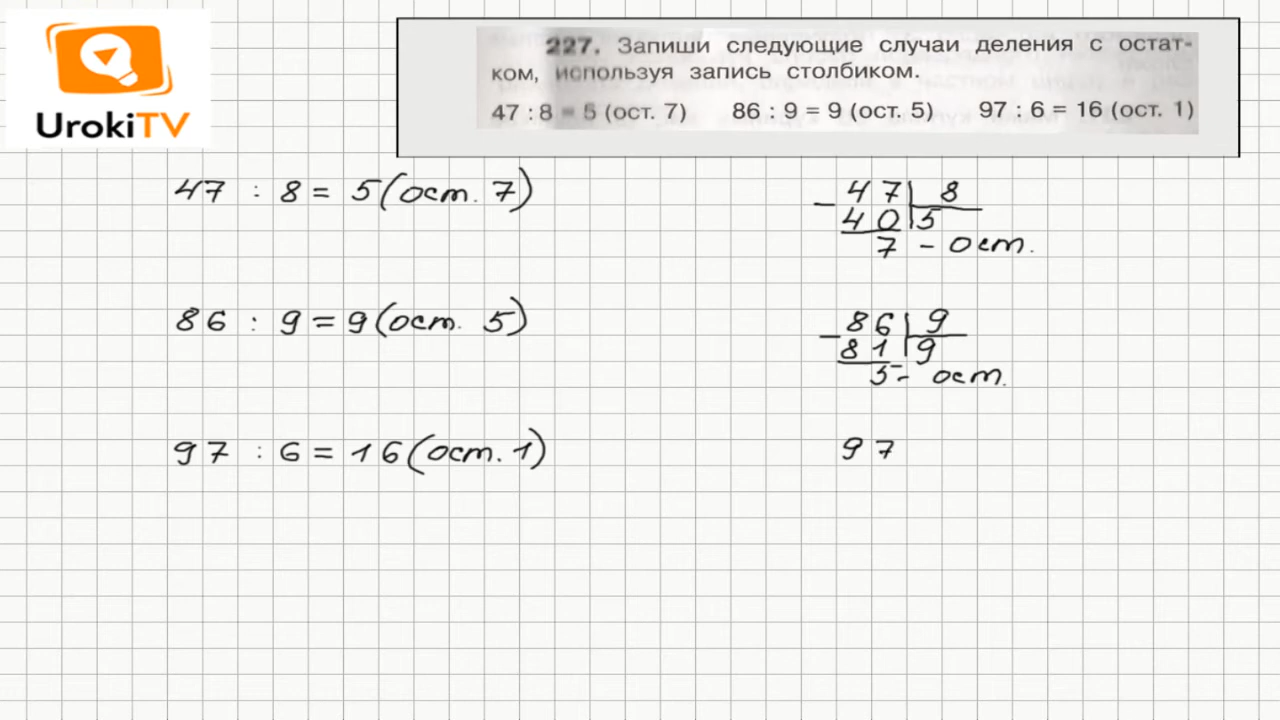 UrokiTV
227. Запиши следующие случаи деления с остат-
ком, используя запись столбиком.
47 : 8 = 5 (ост. 7) 86 : 9 = 9 (ост. 5) 97 : 6 = 16 (ост. 1)
47 : 8 = 5 (ост. 7)
47 8
- 40 5
7 - ост.
86 : 9 = 9 (ост. 5)
86 9
- 81 9
5 - ост.
97 : 6 = 16 (ост. 1)
97